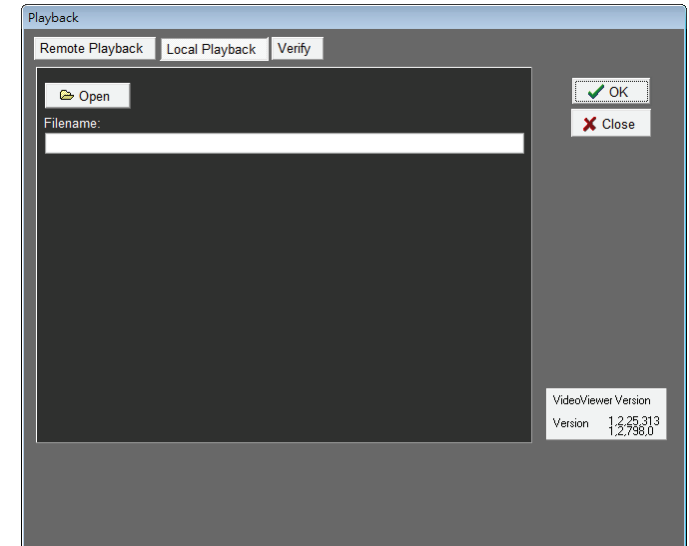 Playback
Remote Playback Local Playback Verify
Open
OK
Filename:
Close
VideoViewer Version
Version 1,2,25,313
1,2,798,0